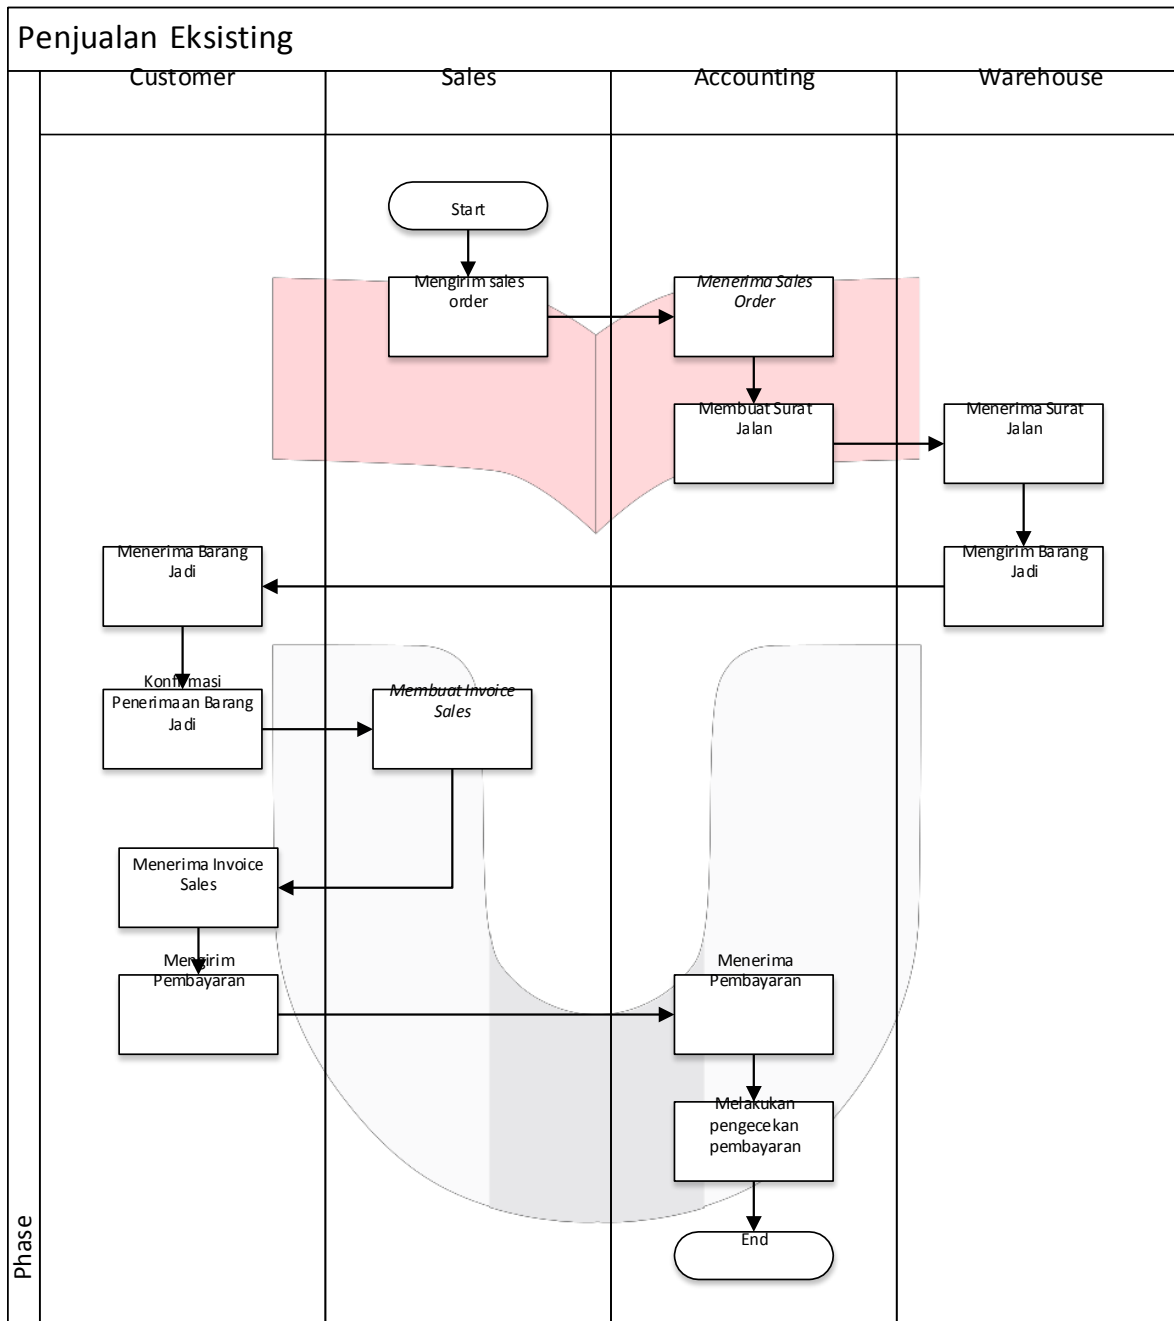 Penjualan Eksisting
Customer
Sales
Accounting
Warehouse
Start
Mengirim sales
order
Menerima Sales
Order
Membuat Surat
Jalan
Menerima Surat
Jalan
Menerima Barang
Jadi
Mengirim Barang
Jadi
Konfirmasi
Penerimaan Barang
Jadi
Membuat Invoice
Sales
Menerima Invoice
Sales
Mengirim
Pembayaran
Menerima
Pembayaran
Melakukan
pengecekan
pembayaran
End
Phase